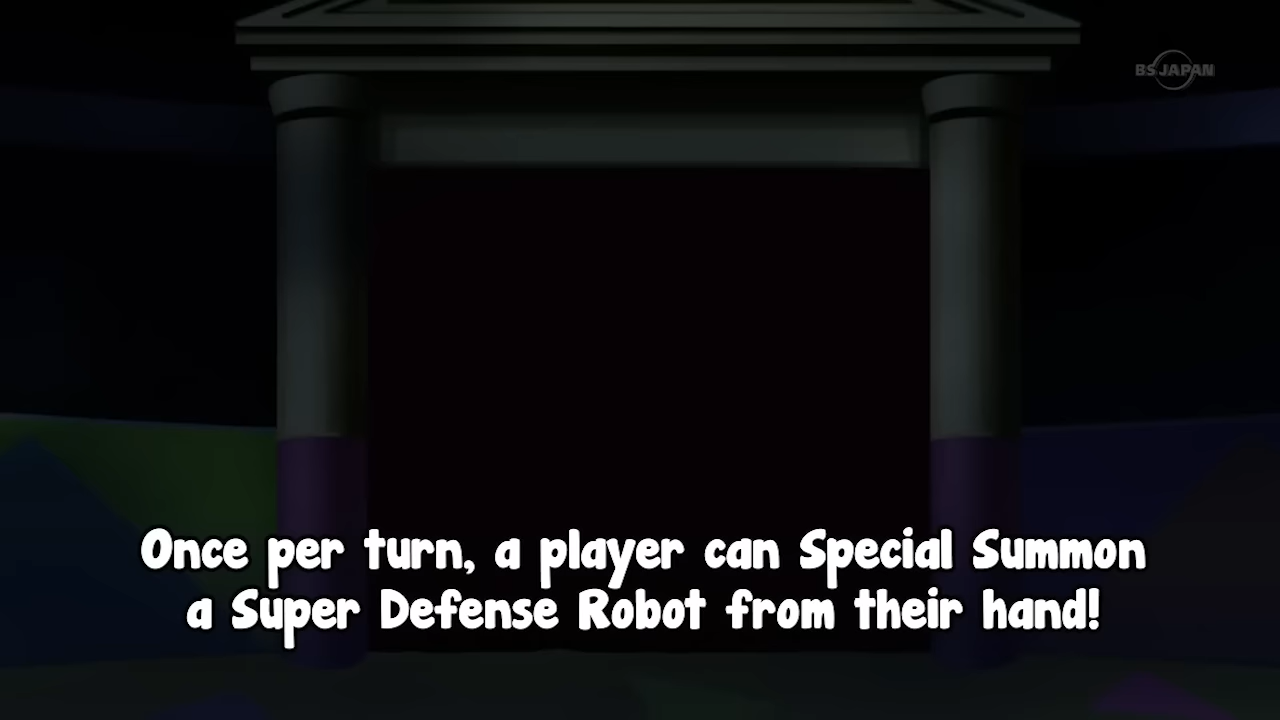 BS JAPAN
Once per turn, a player can Special Summon
a Super Defense Robot from their hand!